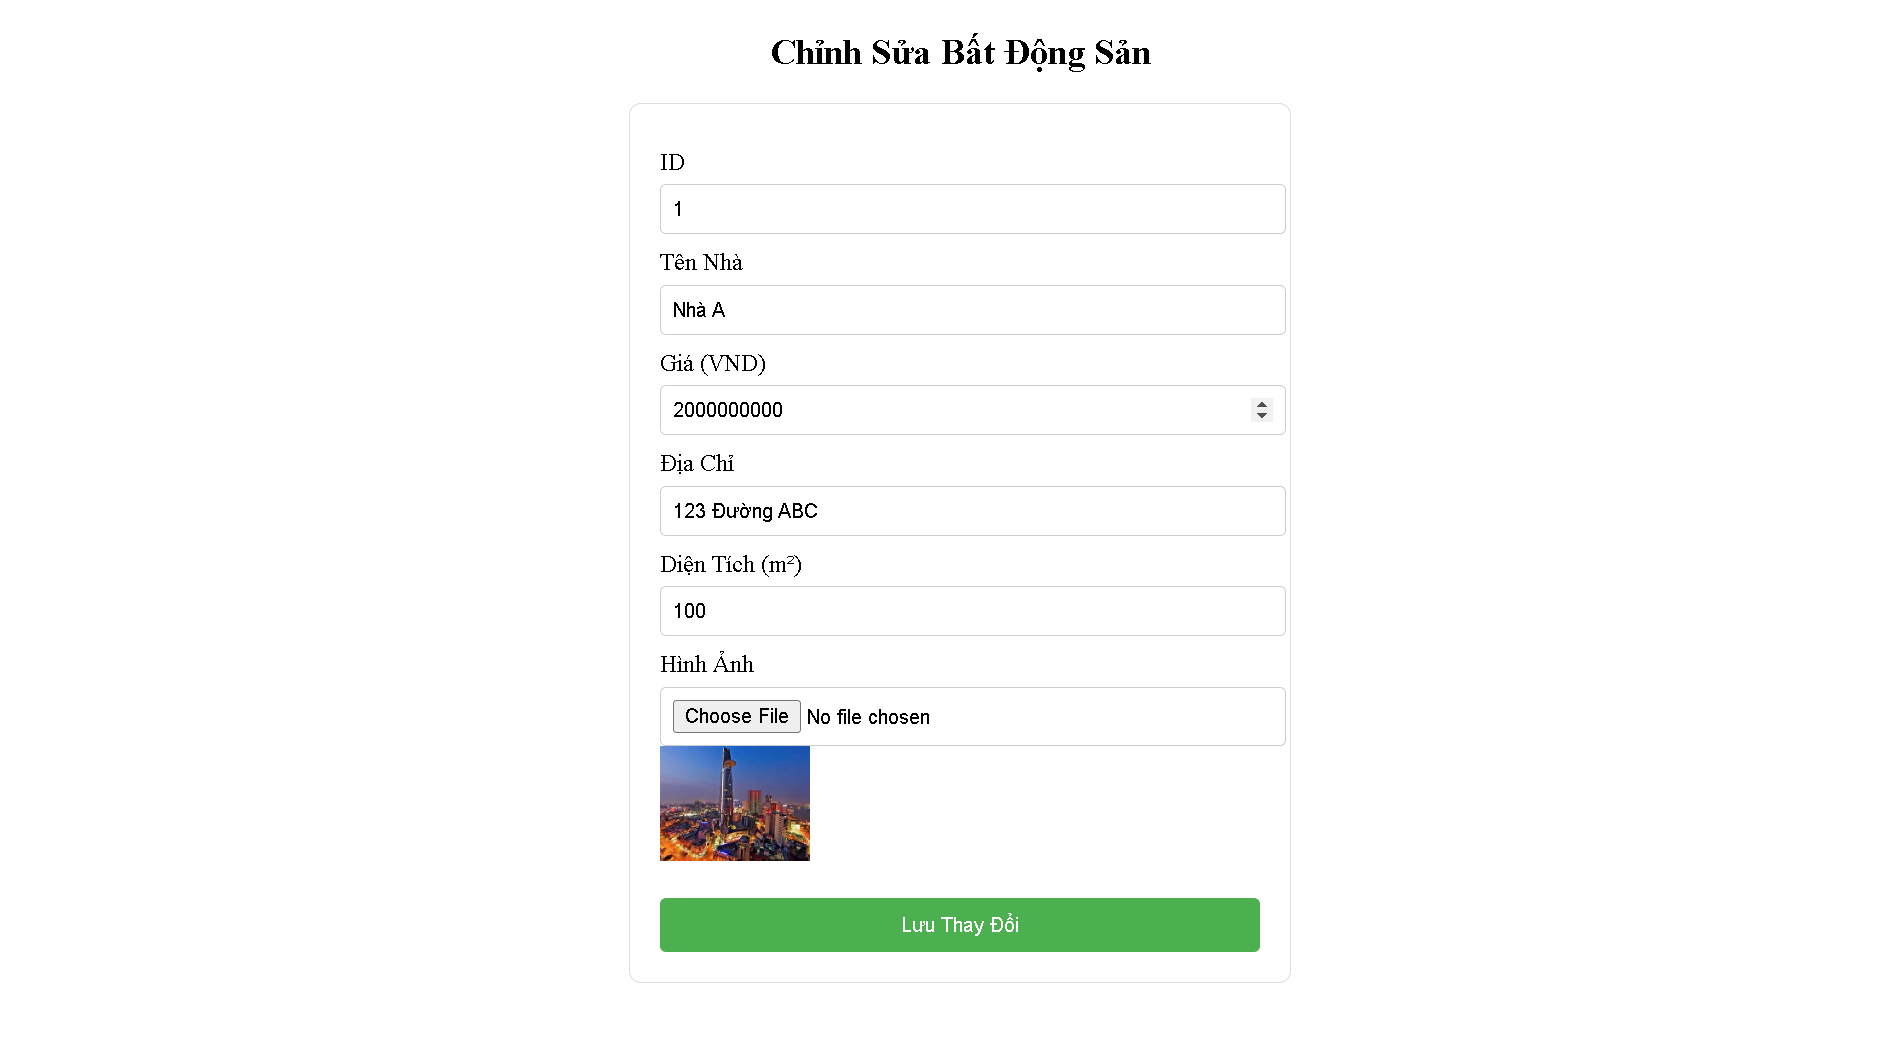 Chỉnh Sửa Bất Động Sản
ID
1
Tên Nhà
Nhà A
Giá (VND)
2000000000
Địa Chỉ
123 Đường ABC
Diện Tích (m²)
100
Hình Ảnh
Choose File No file chosen
Lưu Thay Đổi